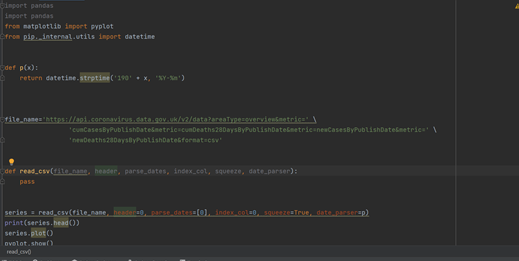 import pandas
import pandas
from matplotlib import pyplot
from pip._internal.utils import datetime
def p(x):
return datetime.strptime('190' + x, '%Y-%m')
file_name='https://api.coronavirus.data.gov.uk/v2/data?areaType=overview&metric=' \
'cumCasesByPublishDate&metric=cumDeaths28DaysByPublishDate&metric=newCasesByPublishDate&metric=' \
'newDeaths28DaysByPublishDate&format=csv'
def read_csv(file_name, header, parse_dates, index_col, squeeze, date_parser):
pass
series = read_csv(file_name, header=0, parse_dates=[0], index_col=0, squeeze=True, date_parser=p)
print(series.head())
series.plot()
pyplot.show()
read_csv()